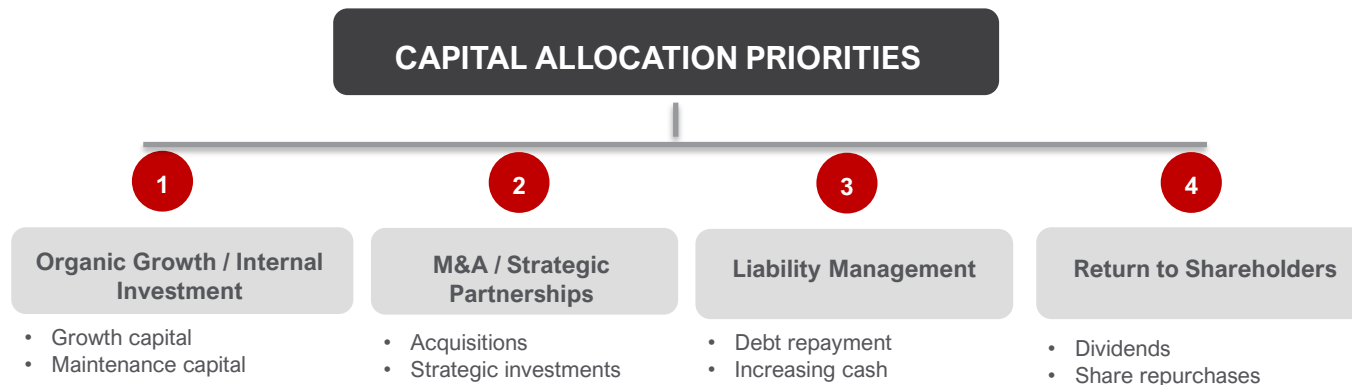 CAPITAL ALLOCATION PRIORITIES
1
Organic Growth / Internal
Investment
• Growth capital
• Maintenance capital
2
M&A / Strategic
Partnerships
• Acquisitions
• Strategic investments
3
Liability Management
• Debt repayment
• Increasing cash
4
Return to Shareholders
• Dividends
• Share repurchases